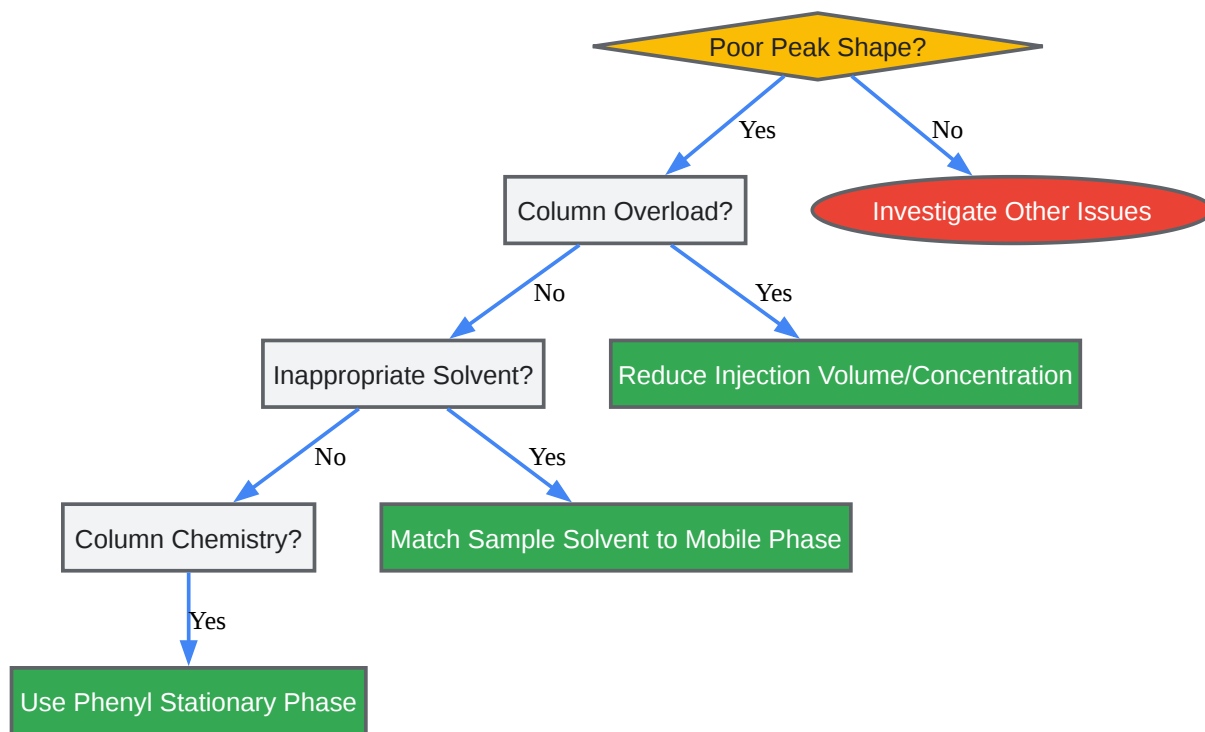 Poor Peak Shape?
Yes
No
Column Overload?
Investigate Other Issues
No
Yes
Inappropriate Solvent?
Reduce Injection Volume/Concentration
No
Yes
Column Chemistry?
Match Sample Solvent to Mobile Phase
Yes
Use Phenyl Stationary Phase